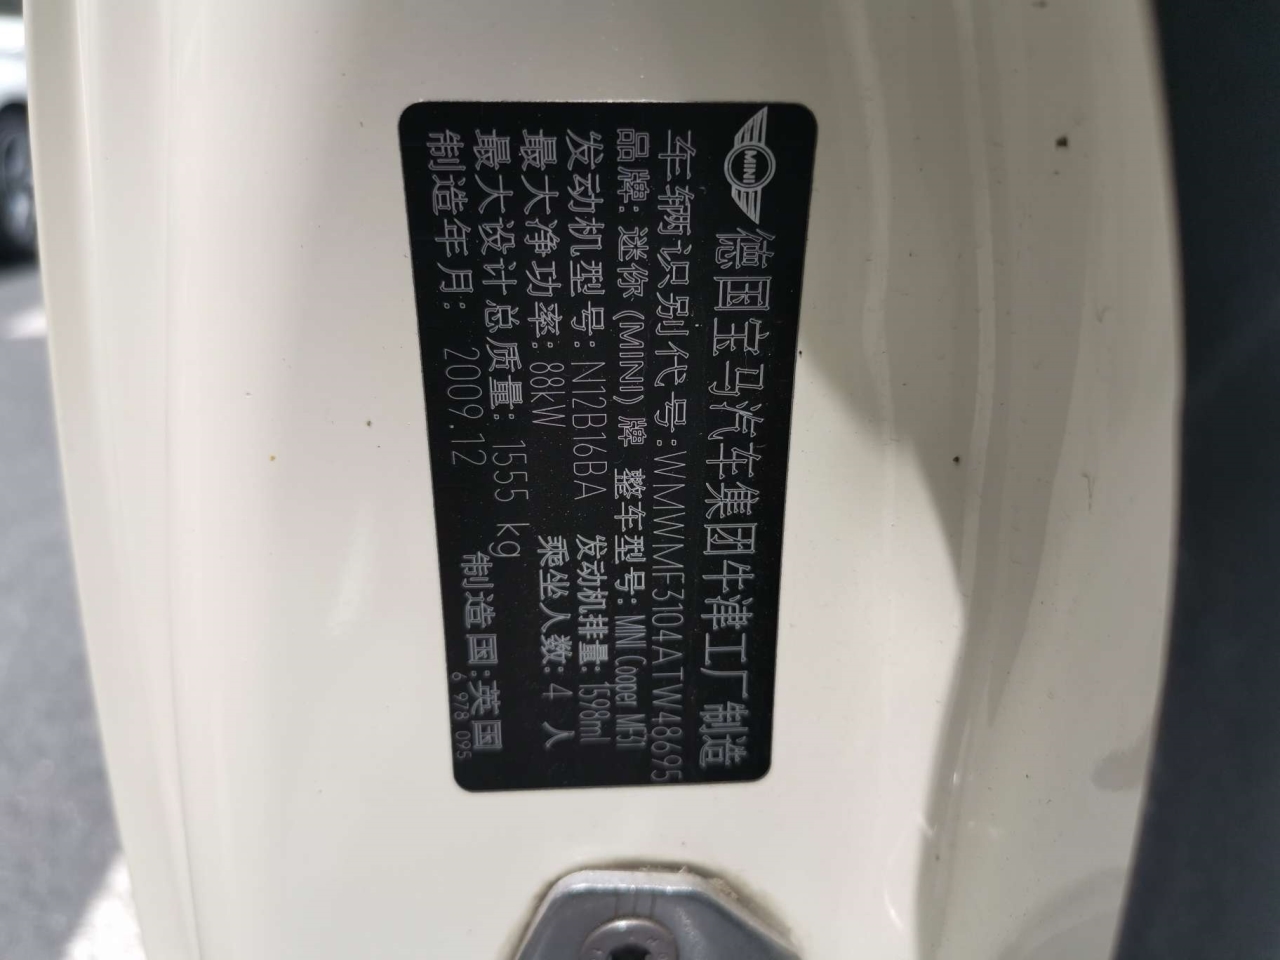 MINI
德国宝马汽车集团牛津工厂制造
车辆识别代号:WMWMF3104ATW48695
品牌:迷你(MINI)牌 整车型号:MINI Cooper MF31
发动机型号:N12B16BA 发动机排量:1598ml
最大净功率:88kW 乘坐人数:4 人
最大设计总质量:1555 kg
制造年月:2009.12 制造国:英国
6 978 095